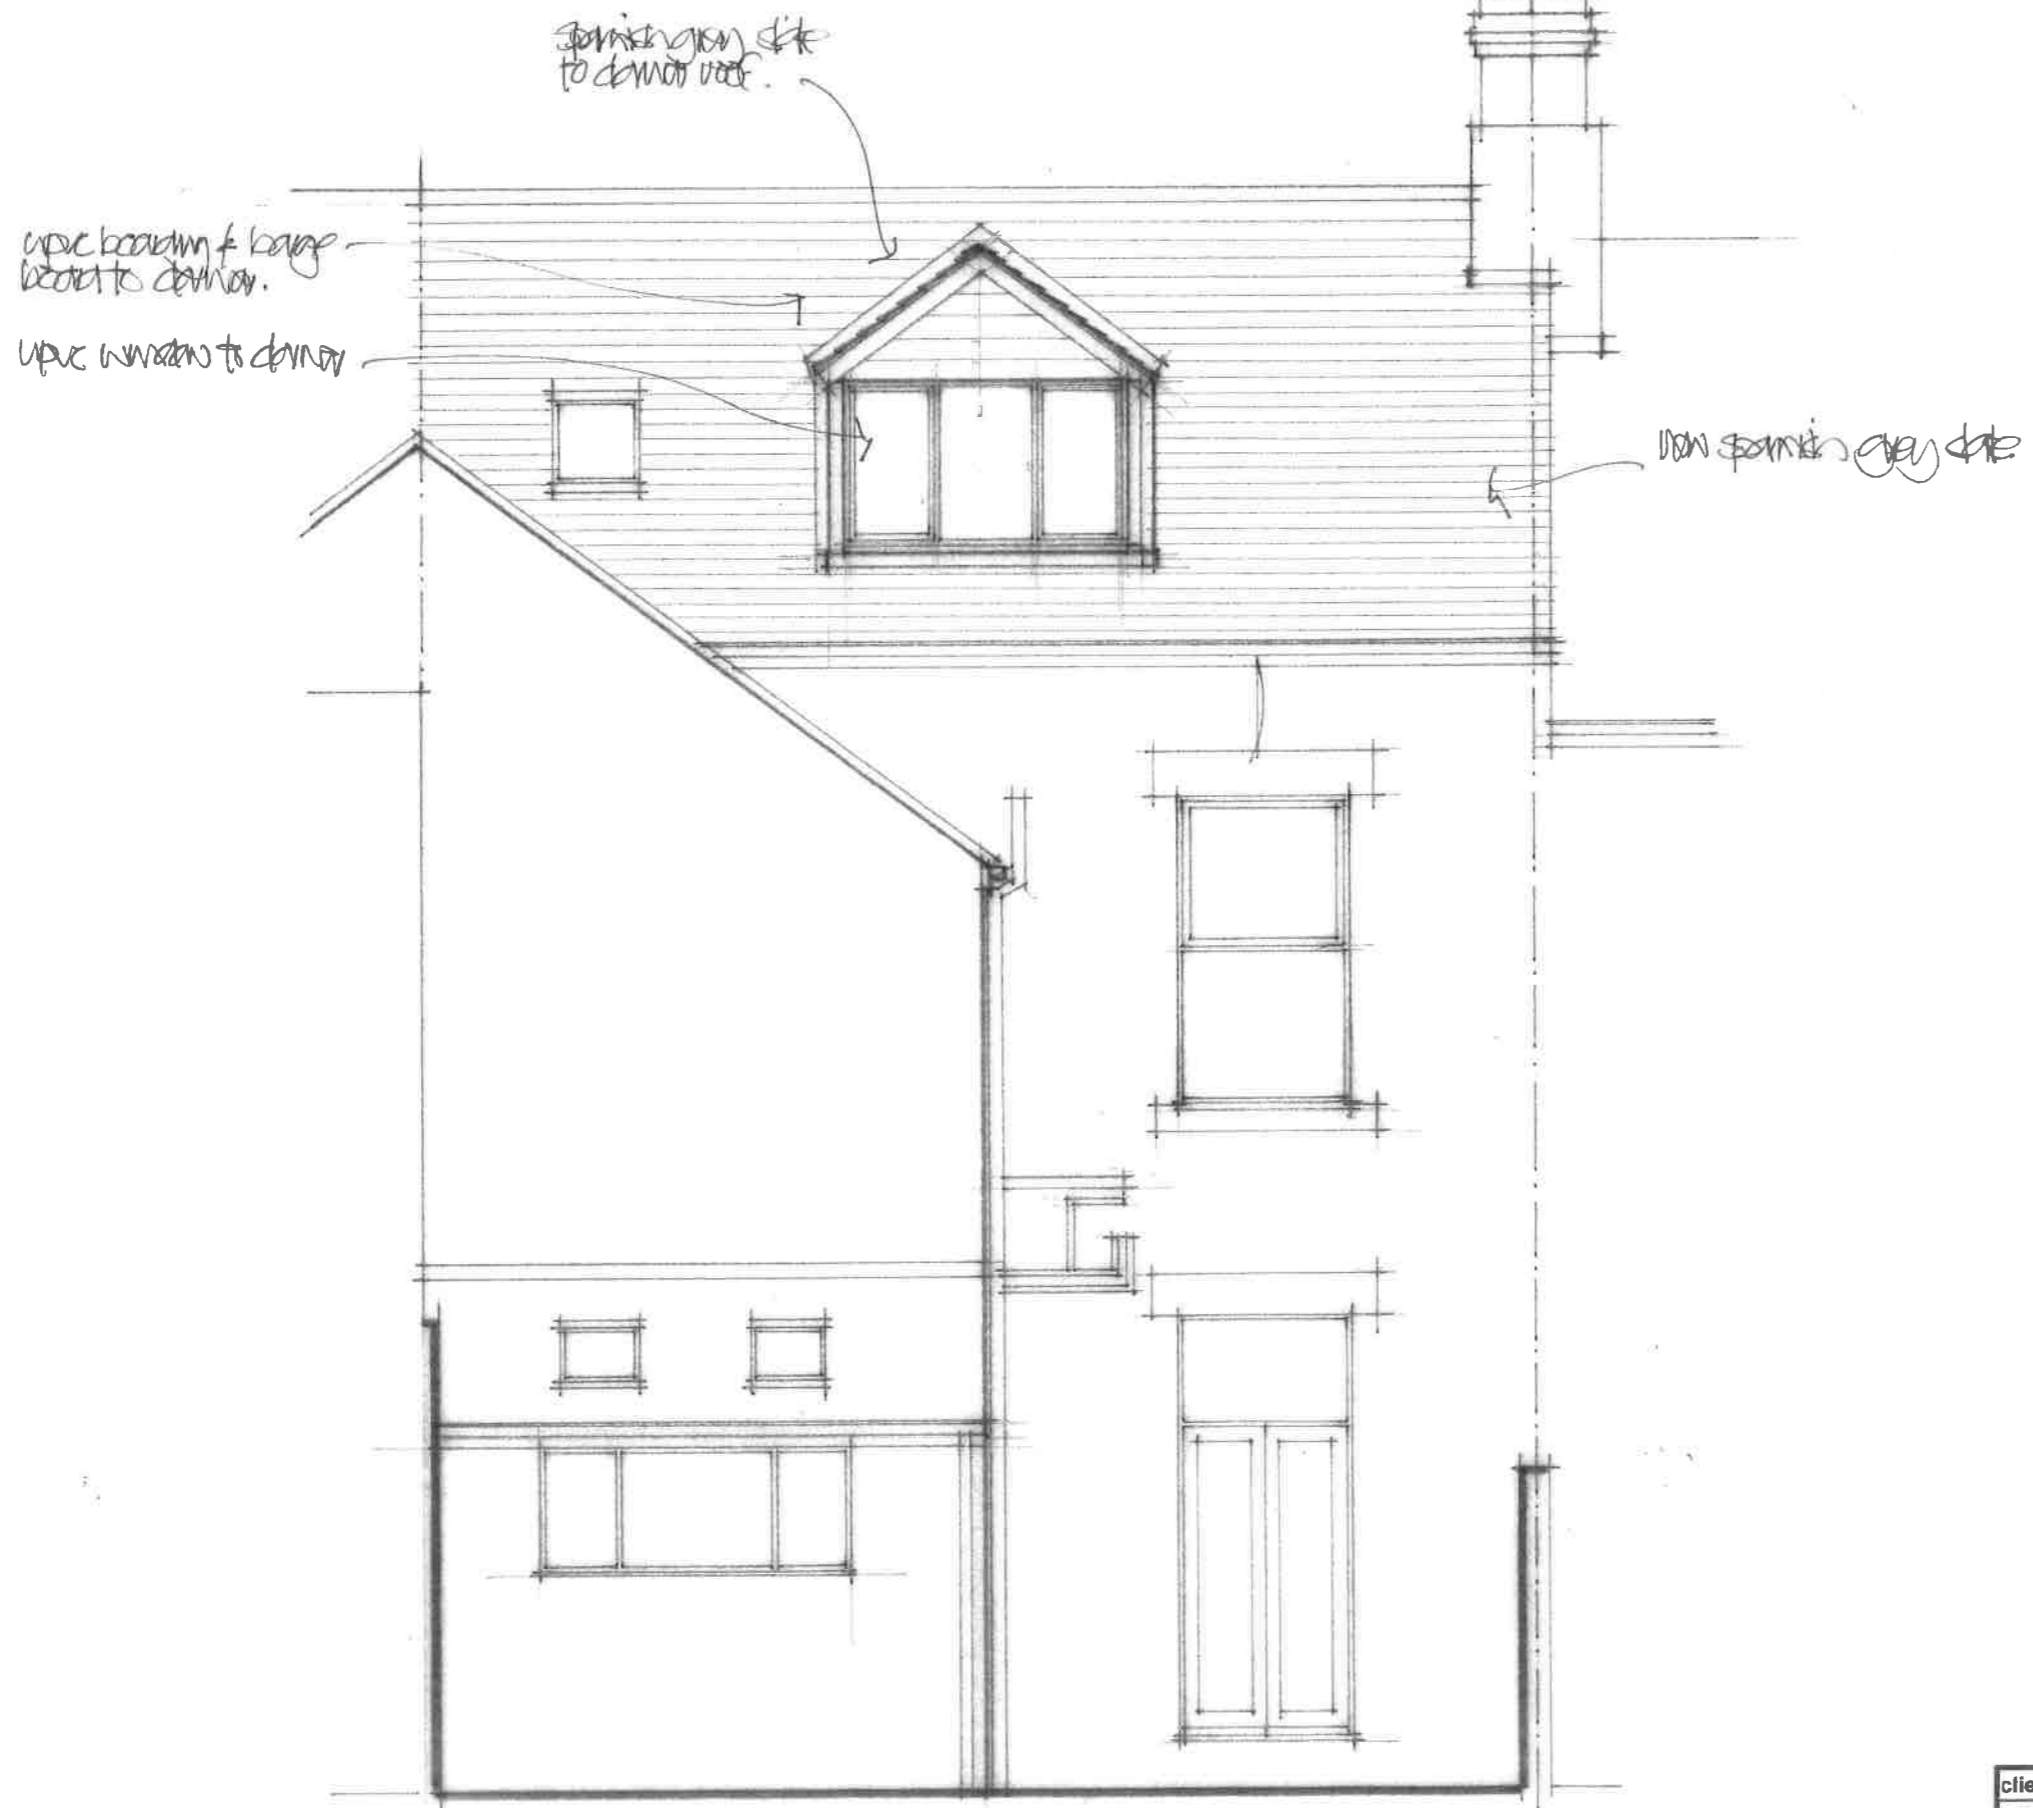 spanish grey slate
to dormer roof.
upvc boarding & barge
board to dormer.
upvc window to dormer
new spanish grey slate
clie